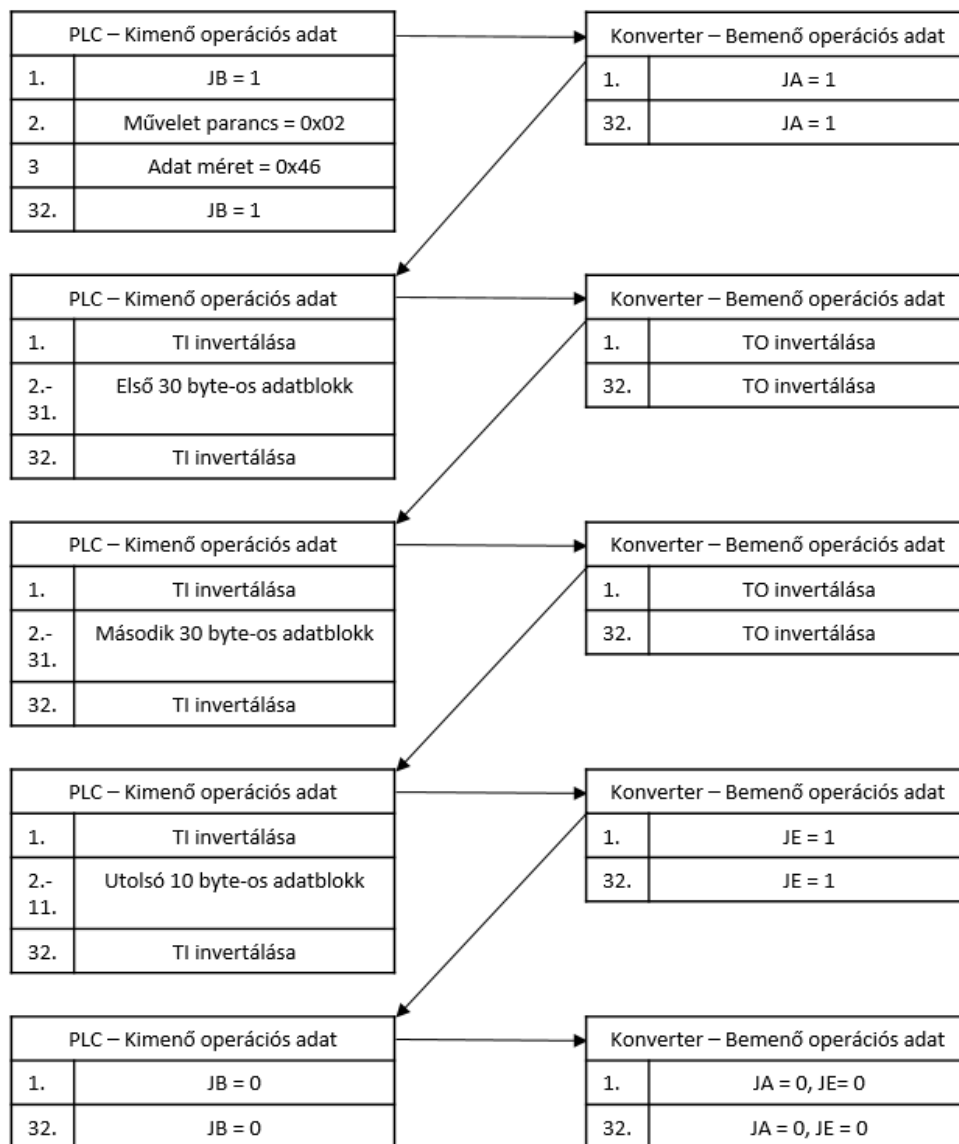 PLC – Kimenő operációs adat
1. JB = 1
2. Művelet parancs = 0x02
3 Adat méret = 0x46
32. JB = 1
Konverter – Bemenő operációs adat
1. JA = 1
32. JA = 1
PLC – Kimenő operációs adat
1. TI invertálása
2.- Első 30 byte-os adatblokk
31.
32. TI invertálása
Konverter – Bemenő operációs adat
1. TO invertálása
32. TO invertálása
PLC – Kimenő operációs adat
1. TI invertálása
2.- Második 30 byte-os adatblokk
31.
32. TI invertálása
Konverter – Bemenő operációs adat
1. TO invertálása
32. TO invertálása
PLC – Kimenő operációs adat
1. TI invertálása
2.- Utolsó 10 byte-os adatblokk
11.
32. TI invertálása
Konverter – Bemenő operációs adat
1. JE = 1
32. JE = 1
PLC – Kimenő operációs adat
1. JB = 0
32. JB = 0
Konverter – Bemenő operációs adat
1. JA = 0, JE= 0
32. JA = 0, JE = 0